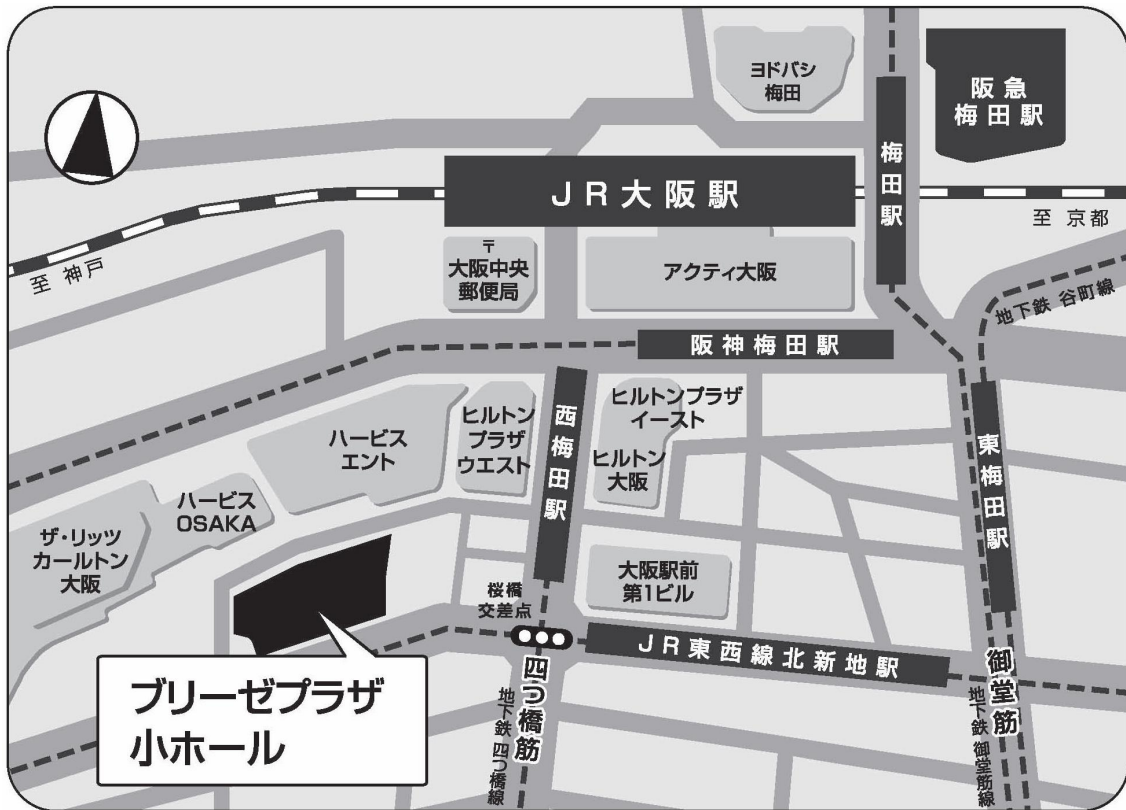 ヨドバシ
梅田
阪急
梅田駅
梅田駅
JR大阪駅
至 神戸
至 京都
〒
大阪中央
郵便局
アクティ大阪
地下鉄 谷町線
阪神梅田駅
西梅田駅
ヒルトンプラザ
イースト
ヒルトン
大阪
ヒルトン
プラザ
ウエスト
ハービス
エント
ハービス
OSAKA
ザ・リッツ
カールトン
大阪
東梅田駅
大阪駅前
第1ビル
桜橋
交差点
JR東西線北新地駅
ブリーゼプラザ
小ホール
四つ橋筋
地下鉄 四つ橋線
御堂筋
地下鉄 御堂筋線